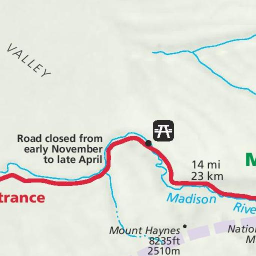 VALLEY
Road closed from
early November
to late April
14 mi
23 km
M
trance
Madison
Rive
Mount Haynes
8235ft
2510m
Nation
M